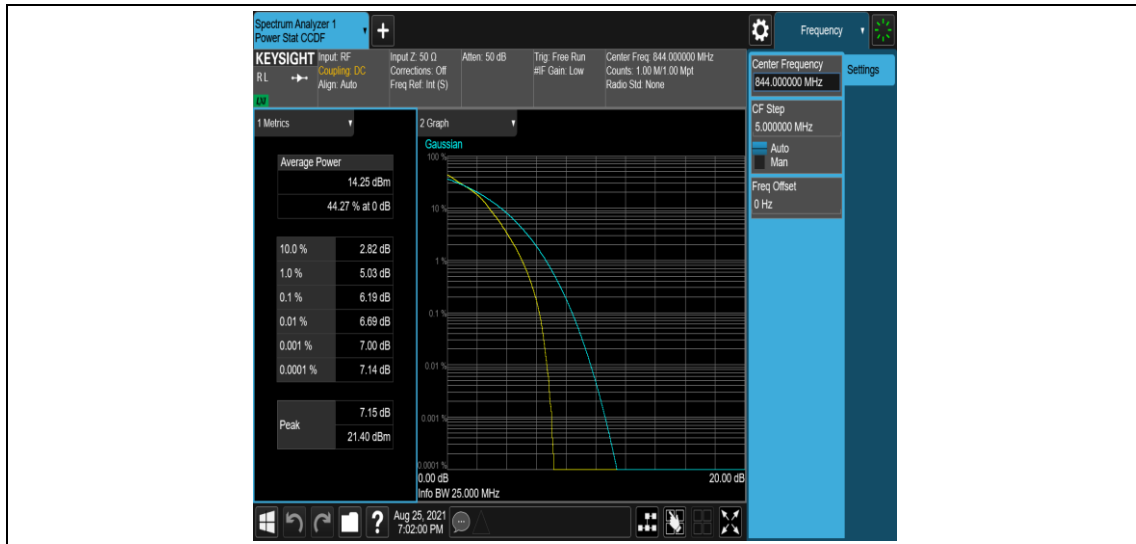 Spectrum Analyzer 1
Power Stat CCDF
Frequency
KEYSIGHT
R L
LXI
Input: RF
Coupling: DC
Align: Auto
Input Z: 50 Ω
Corrections: Off
Freq Ref: Int (S)
Atten: 50 dB
Trig: Free Run
#IF Gain: Low
Center Freq: 844.000000 MHz
Counts: 1.00 M/1.00 Mpt
Radio Std: None
Center Frequency
844.000000 MHz
Settings
CF Step
5.000000 MHz
Auto
Man
Freq Offset
0 Hz
1 Metrics
Average Power
14.25 dBm
44.27 % at 0 dB
10.0 % 2.82 dB
1.0 % 5.03 dB
0.1 % 6.19 dB
0.01 % 6.69 dB
0.001 % 7.00 dB
0.0001 % 7.14 dB
Peak
7.15 dB
21.40 dBm
2 Graph
Gaussian
100 %
10 %
1 %
0.1 %
0.01 %
0.001 %
0.0001 %
0.00 dB 20.00 dB
Info BW 25.000 MHz
?
Aug 25, 2021
7:02:00 PM